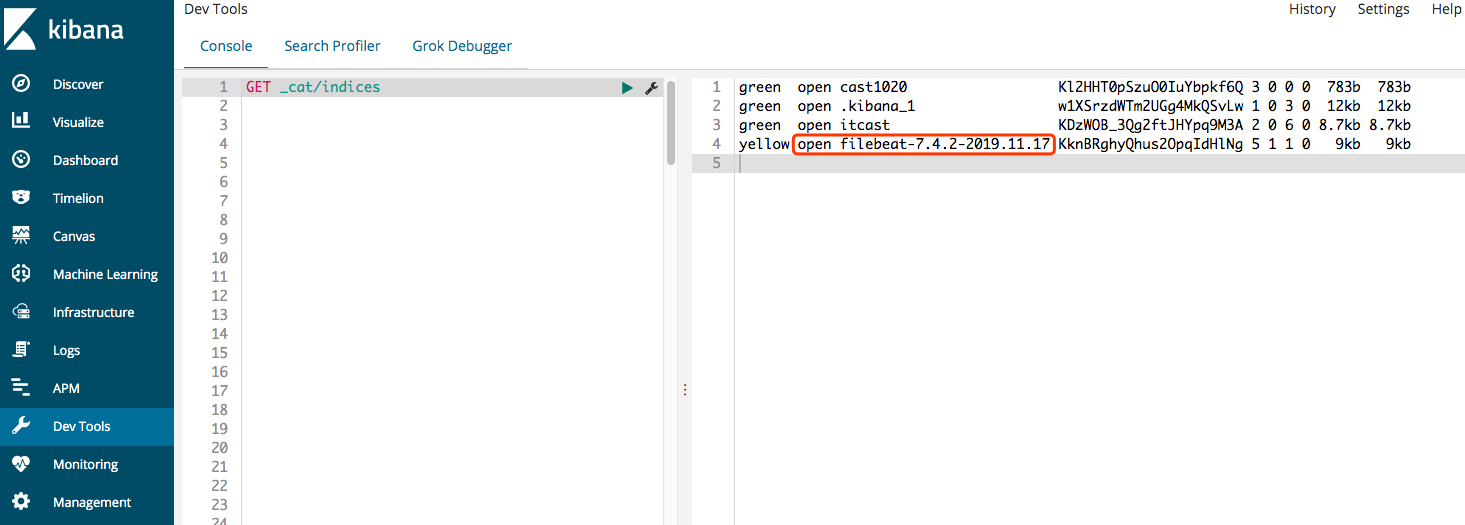 kibana
Discover
Visualize
Dashboard
Timelion
Canvas
Machine Learning
Infrastructure
Logs
APM
Dev Tools
Monitoring
Management
Dev Tools
History Settings Help
Console Search Profiler Grok Debugger
1 GET _cat/indices
2
3
4
5
6
7
8
9
10
11
12
13
14
15
16
17
18
19
20
21
22
23
24
1 green open cast1020 Kl2HHT0pSzuO0IuYbpkf6Q 3 0 0 0 783b 783b
2 green open .kibana_1 w1XSrzdWTm2UGg4MkQSvLw 1 0 3 0 12kb 12kb
3 green open itcast KDzWOB_3Qg2ftJHYpq9M3A 2 0 6 0 8.7kb 8.7kb
4 yellow open filebeat-7.4.2-2019.11.17 KknBRghyQhus2OpqIdHlNg 5 1 1 0 9kb 9kb
5